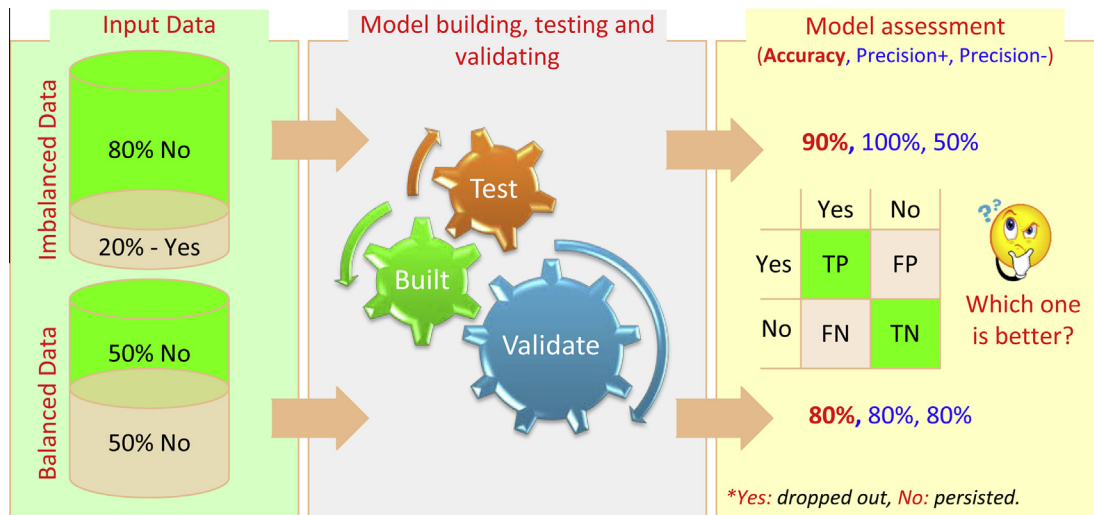 Input Data
Imbalanced Data
80% No
20% - Yes
Balanced Data
50% No
50% No
Model building, testing and
validating
Test
Built
Validate
Model assessment
(Accuracy, Precision+, Precision-)
90%, 100%, 50%
Yes No
Yes TP FP
No FN TN
??
Which one
is better?
80%, 80%, 80%
*Yes: dropped out, No: persisted.